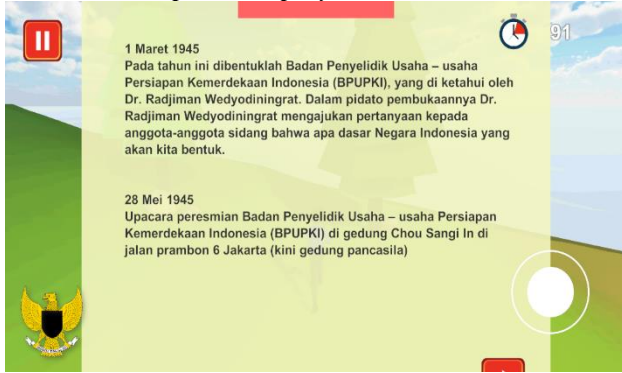 91
1 Maret 1945
Pada tahun ini dibentuklah Badan Penyelidik Usaha – usaha
Persiapan Kemerdekaan Indonesia (BPUPKI), yang di ketahui oleh
Dr. Radjiman Wedyodiningrat. Dalam pidato pembukaannya Dr.
Radjiman Wedyodiningrat mengajukan pertanyaan kepada
anggota-anggota sidang bahwa apa dasar Negara Indonesia yang
akan kita bentuk.
28 Mei 1945
Upacara peresmian Badan Penyelidik Usaha – usaha Persiapan
Kemerdekaan Indonesia (BPUPKI) di gedung Chou Sangi In di
jalan prambon 6 Jakarta (kini gedung pancasila)